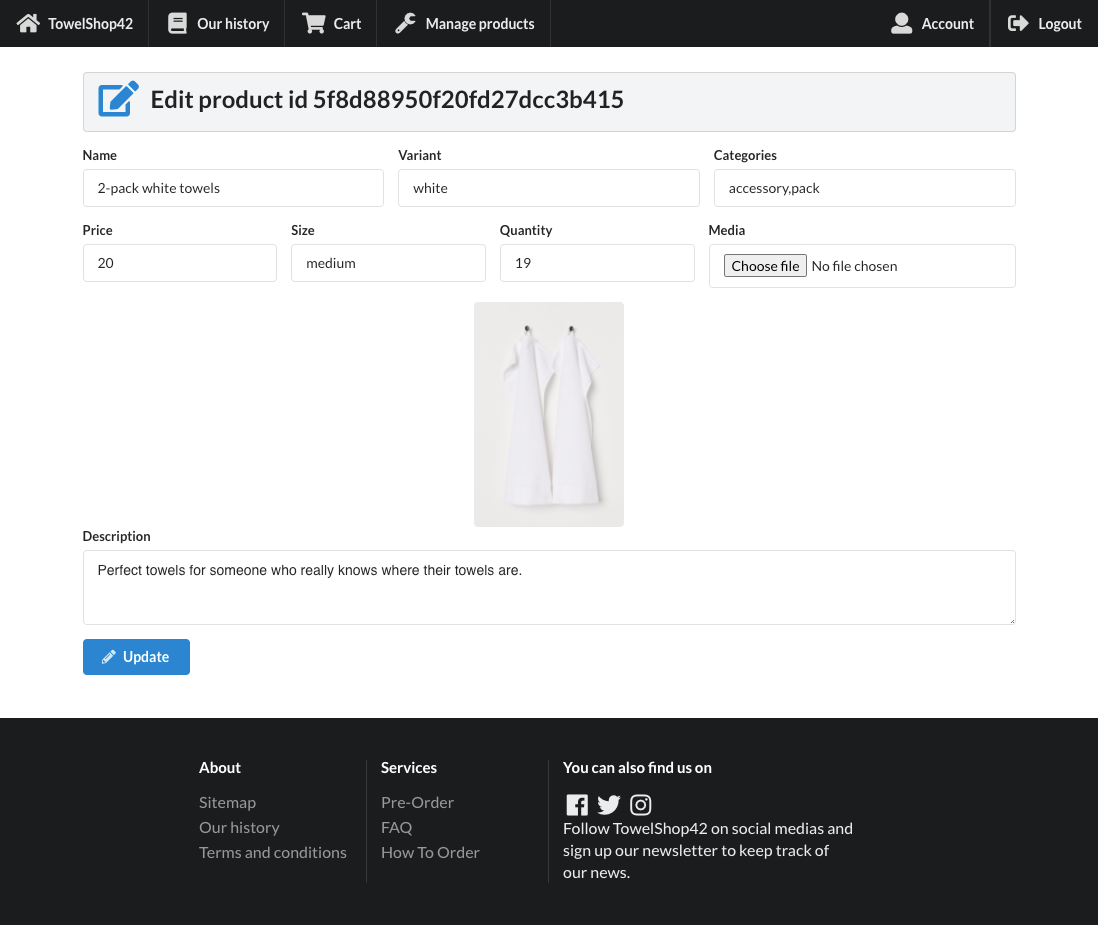 TowelShop42 Our history Cart Manage products Account Logout
Edit product id 5f8d88950f20fd27dcc3b415
Name Variant Categories
2-pack white towels white accessory,pack
Price Size Quantity Media
20 medium 19 Choose file No file chosen
Description
Perfect towels for someone who really knows where their towels are.
Update
About Services You can also find us on
Sitemap Pre-Order
Our history FAQ Follow TowelShop42 on social medias and
Terms and conditions How To Order sign up our newsletter to keep track of
our news.